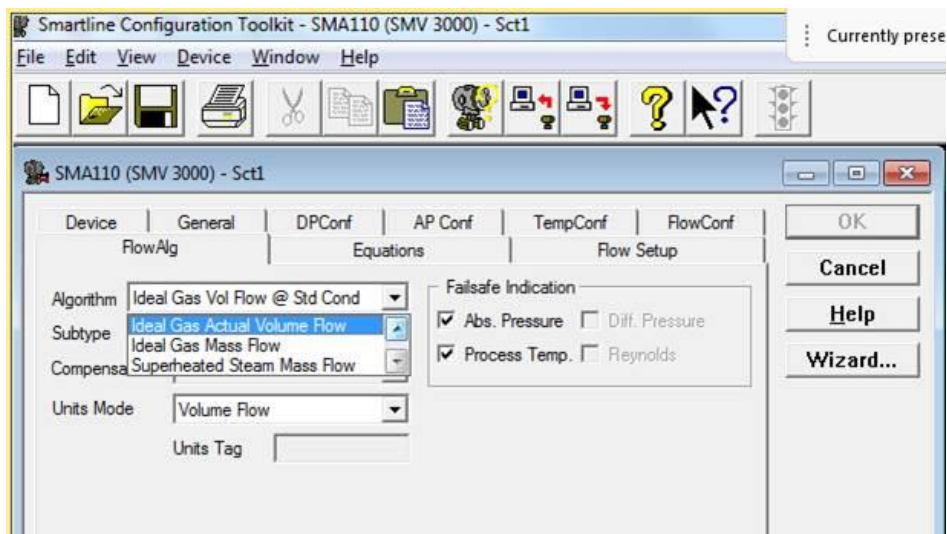 Smartline Configuration Toolkit - SMA110 (SMV 3000) - Sct1
Currently prese
File Edit View Device Window Help
SMA110 (SMV 3000) - Sct1
Device General DPConf AP Conf TempConf FlowConf
FlowAlg Equations Flow Setup
OK
Cancel
Help
Wizard...
Algorithm Ideal Gas Vol Flow @ Std Cond
Subtype Ideal Gas Actual Volume Flow
Ideal Gas Mass Flow
Compensa Superheated Steam Mass Flow
Units Mode Volume Flow
Units Tag
Failsafe Indication
Abs. Pressure Diff. Pressure
Process Temp. Reynolds